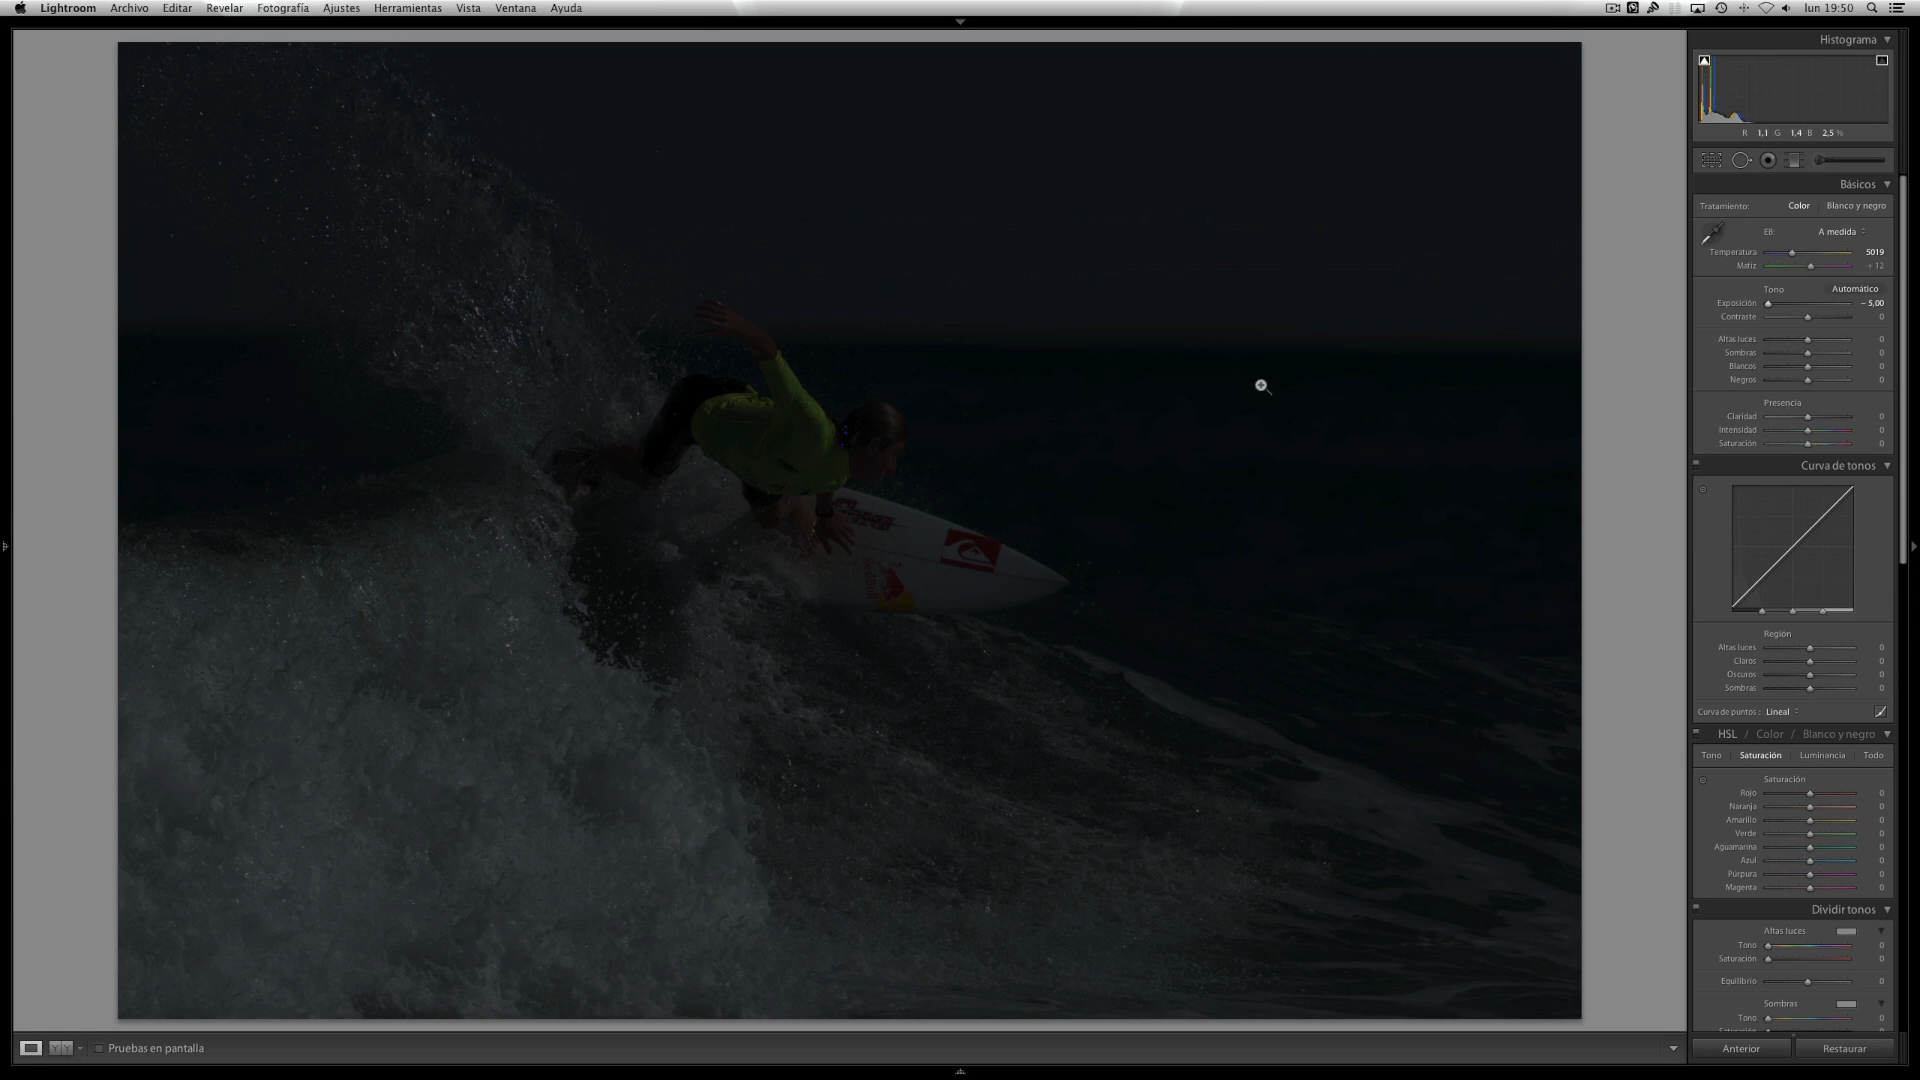 Lightroom Archivo Editar Revelar Fotografía Ajustes Herramientas Vista Ventana Ayuda lun 19:50
Histograma
R 1,1 G 1,4 B 2,5 %
Básicos
Tratamiento: Color Blanco y negro
EB: A medida
Temperatura 5019
Matiz + 12
Tono Automático
Exposición – 5,00
Contraste 0
Altas luces 0
Sombras 0
Blancos 0
Negros 0
Presencia
Claridad 0
Intensidad 0
Saturación 0
Curva de tonos
Región
Altas luces 0
Claros 0
Oscuros 0
Sombras 0
Curva de puntos : Lineal
HSL / Color / Blanco y negro
Tono Saturación Luminancia Todo
Saturación
Rojo 0
Naranja 0
Amarillo 0
Verde 0
Aguamarina 0
Azul 0
Púrpura 0
Magenta 0
Dividir tonos
Altas luces
Tono 0
Saturación 0
Equilibrio 0
Sombras
Tono 0
Y Y Pruebas en pantalla
Anterior Restaurar